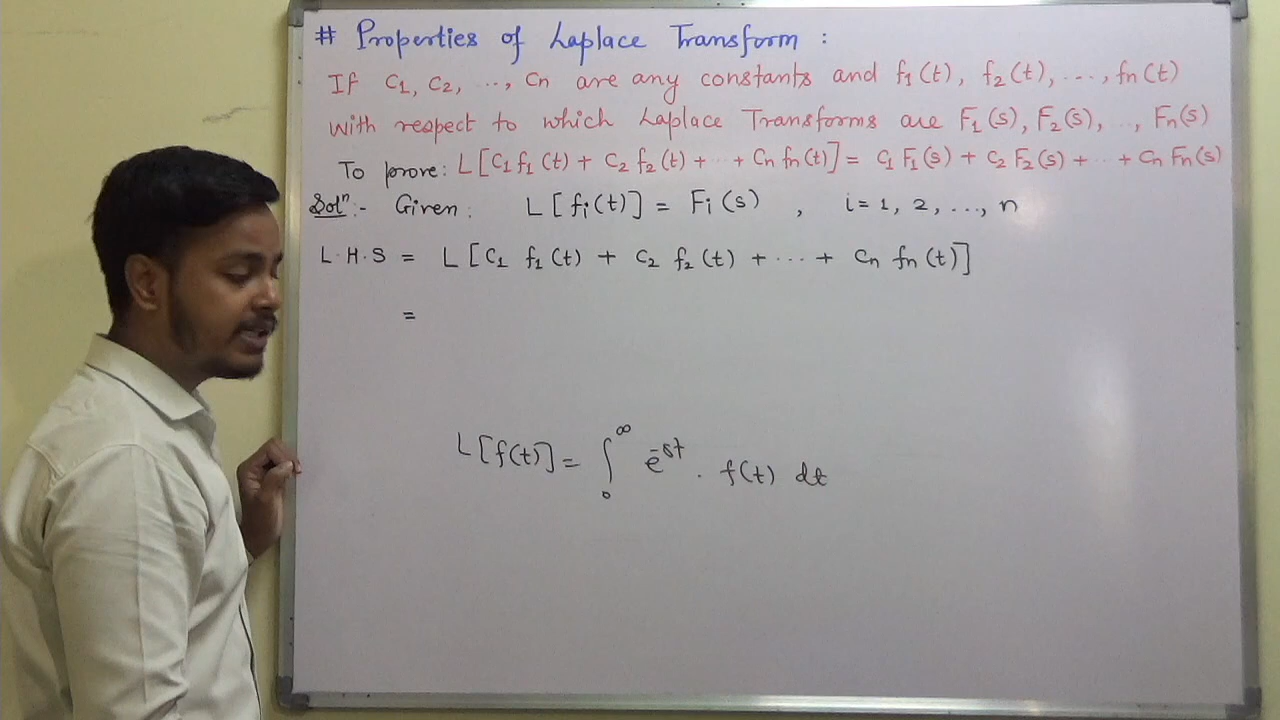 # Properties of Laplace Transform :
If C₁, C₂, ..., Cn are any constants and f₁(t), f₂(t), ..., fn(t)
with respect to which Laplace Transforms are F₁(s), F₂(s), .., Fn(s)
To prove: L[C₁ f₁(t) + C₂ f₂(t) + ... + Cn fn(t)] = C₁ F₁(s) + C₂ F₂(s) + ... + Cn Fn(s)
Solⁿ:- Given: L[fi(t)] = Fi(s) , i = 1, 2, ..., n
L.H.S = L[C₁ f₁(t) + C₂ f₂(t) + ... + Cn fn(t)]
=
L[f(t)] = ∫₀^∞ e^-st . f(t) dt